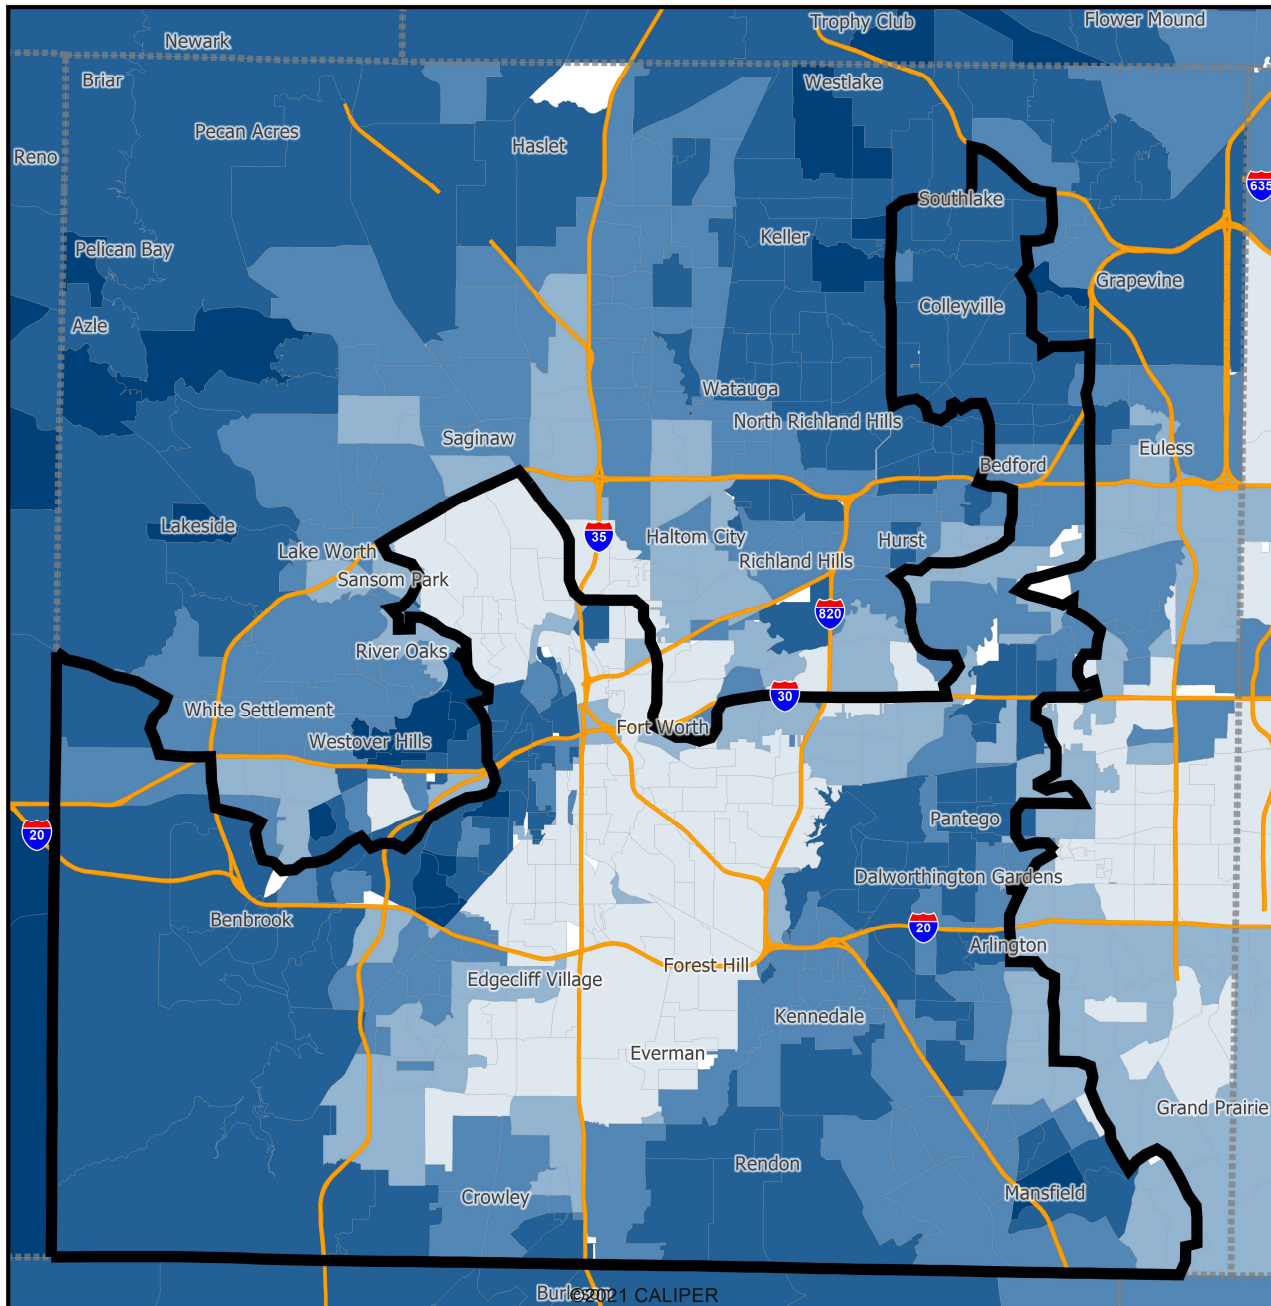 Trophy Club
Flower Mound
Newark
Briar
Westlake
Pecan Acres
Haslet
Reno
635
Southlake
Keller
Pelican Bay
Grapevine
Colleyville
Azle
Watauga
North Richland Hills
Saginaw
Euless
Bedford
Lakeside
35
Haltom City
Hurst
Lake Worth
Richland Hills
Sansom Park
820
River Oaks
30
White Settlement
Fort Worth
Westover Hills
Pantego
20
Dalworthington Gardens
Benbrook
20
Arlington
Forest Hill
Edgecliff Village
Kennedale
Everman
Grand Prairie
Rendon
Mansfield
Crowley
Burleson
©2021 CALIPER